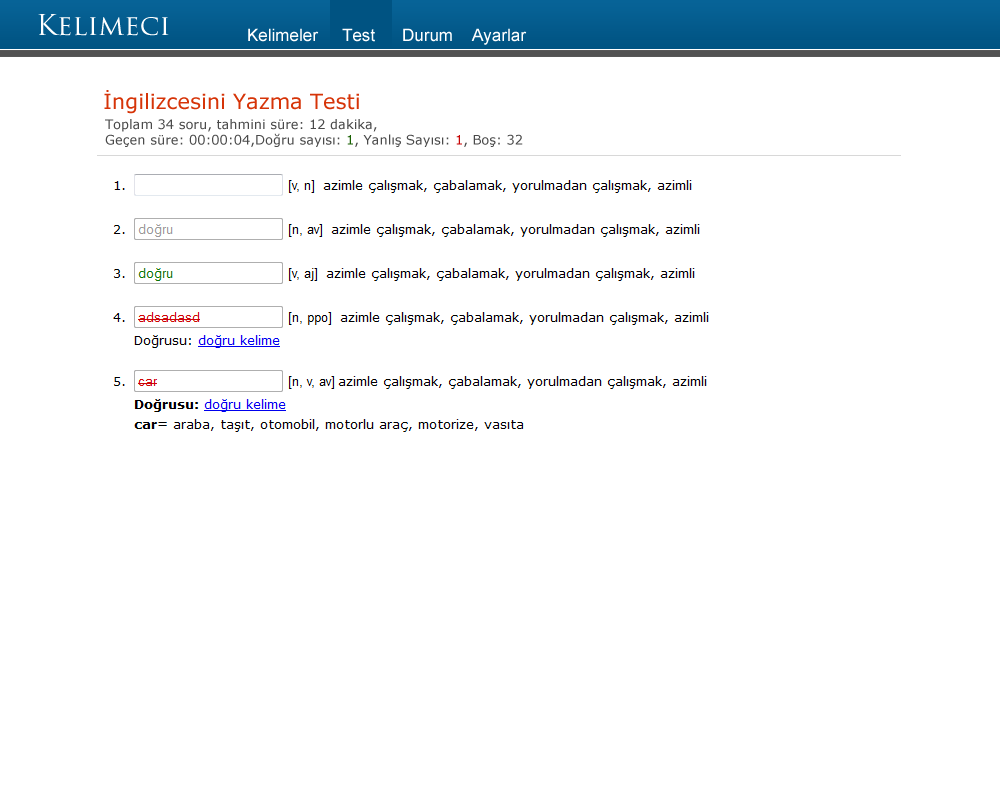 KELIMECI
Kelimeler Test Durum Ayarlar
İngilizcesini Yazma Testi
Toplam 34 soru, tahmini süre: 12 dakika,
Geçen süre: 00:00:04,Doğru sayısı: 1, Yanlış Sayısı: 1, Boş: 32
1. [v, n] azimle çalışmak, çabalamak, yorulmadan çalışmak, azimli
2. doğru [n, av] azimle çalışmak, çabalamak, yorulmadan çalışmak, azimli
3. doğru [v, aj] azimle çalışmak, çabalamak, yorulmadan çalışmak, azimli
4. adsadasd [n, ppo] azimle çalışmak, çabalamak, yorulmadan çalışmak, azimli
Doğrusu: doğru kelime
5. car [n, v, av] azimle çalışmak, çabalamak, yorulmadan çalışmak, azimli
Doğrusu: doğru kelime
car= araba, taşıt, otomobil, motorlu araç, motorize, vasıta